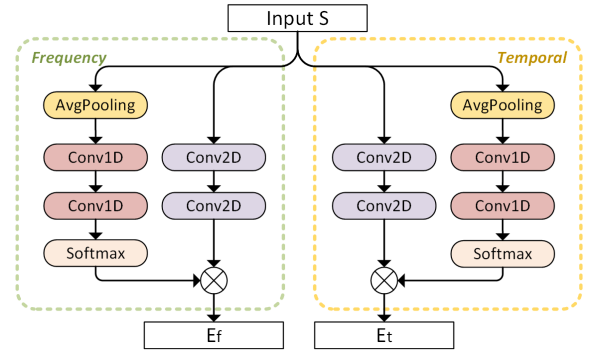 Input S
Frequency
Temporal
AvgPooling
AvgPooling
Conv1D
Conv2D
Conv2D
Conv1D
Conv1D
Conv2D
Conv2D
Conv1D
Softmax
Softmax
Ef
Et